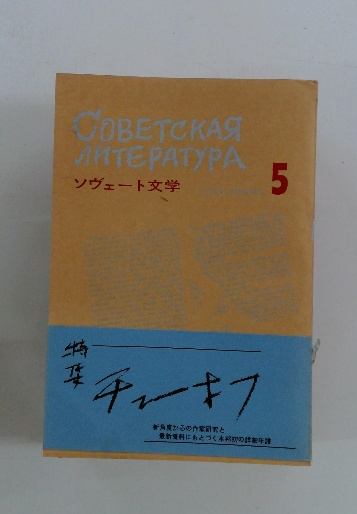 СОВЕТСКАЯ
ЛИТЕРАТУРА
ソヴェート文学
5
特集
チェーホフ
新角度からの作家研究と
最新資料にもとづく本邦初の詳細年譜